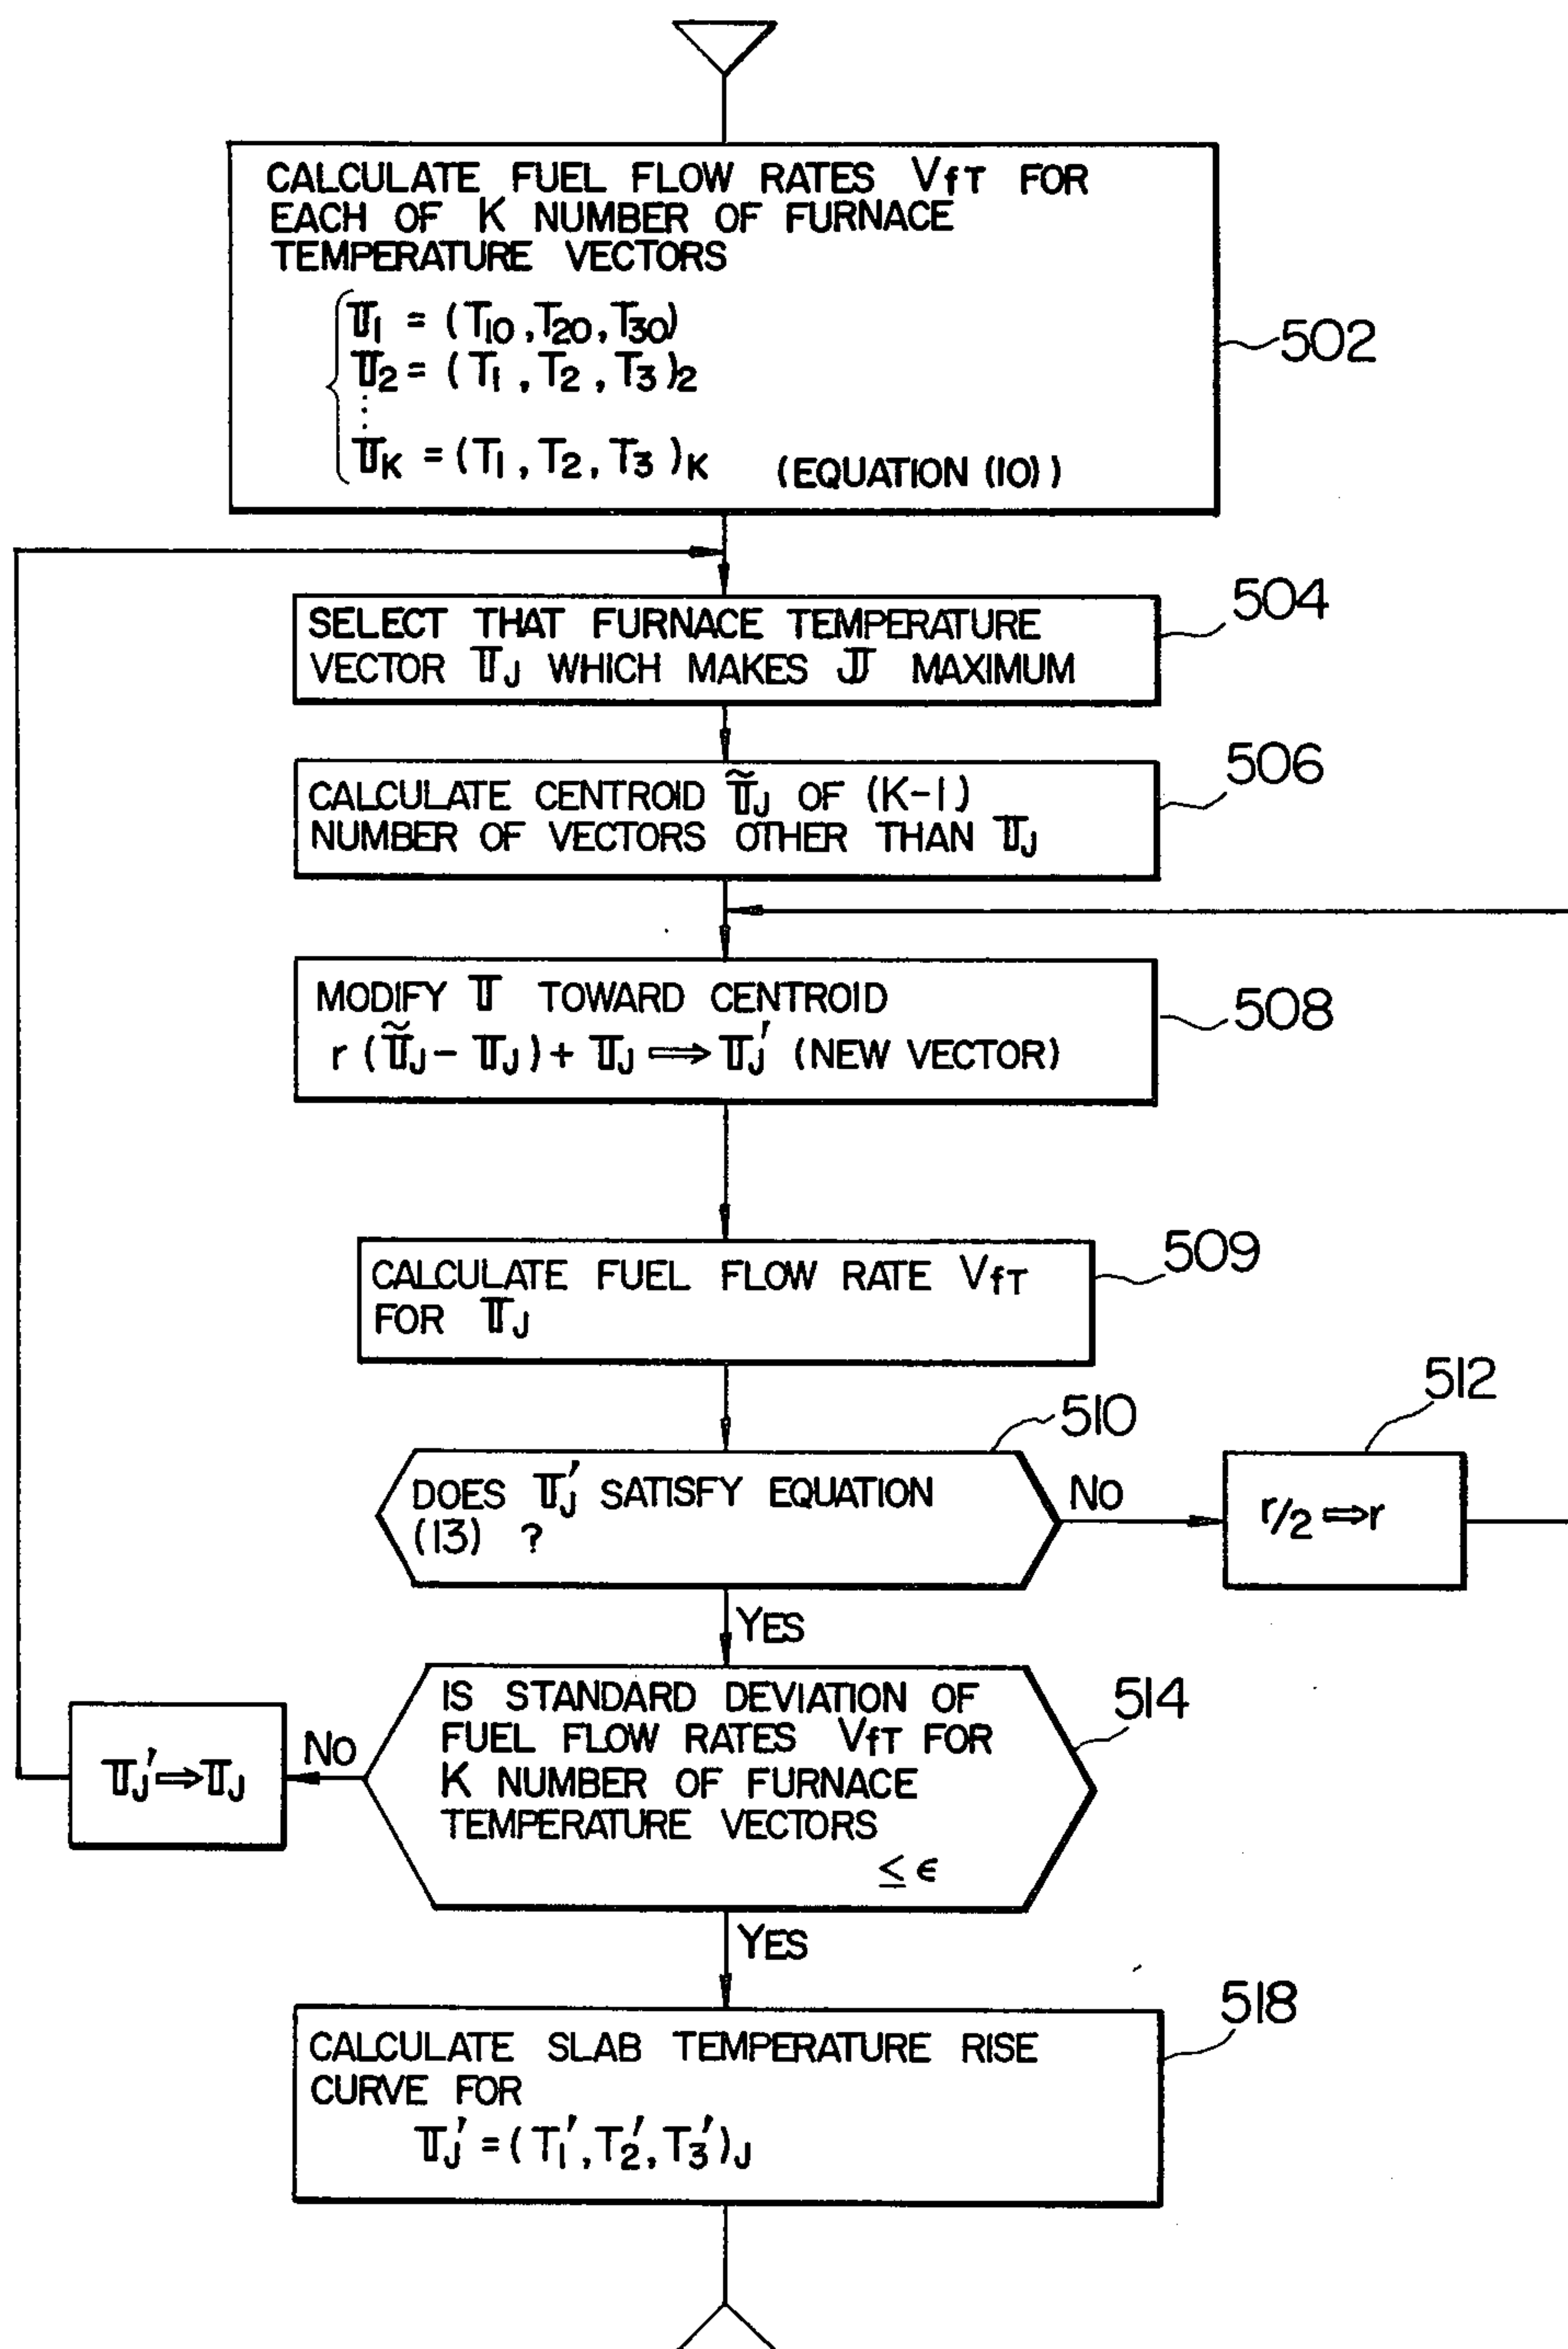 CALCULATE FUEL FLOW RATES VfT FOR
EACH OF K NUMBER OF FURNACE
TEMPERATURE VECTORS
𝕋1 = (T10, T20, T30)
𝕋2 = (T1, T2, T3)2
⋮
𝕋K = (T1, T2, T3)K (EQUATION (10))
502
SELECT THAT FURNACE TEMPERATURE
VECTOR 𝕋J WHICH MAKES 𝕁 MAXIMUM
504
CALCULATE CENTROID 𝕋̃J OF (K-1)
NUMBER OF VECTORS OTHER THAN 𝕋J
506
MODIFY 𝕋 TOWARD CENTROID
r (𝕋̃J - 𝕋J) + 𝕋J ⟹ 𝕋J' (NEW VECTOR)
508
CALCULATE FUEL FLOW RATE VfT
FOR 𝕋J
509
DOES 𝕋J' SATISFY EQUATION
(13) ?
510
NO
r/2 ⟹ r
512
YES
IS STANDARD DEVIATION OF
FUEL FLOW RATES VfT FOR
K NUMBER OF FURNACE
TEMPERATURE VECTORS
≤ ϵ
514
NO
𝕋J' ⟹ 𝕋J
YES
CALCULATE SLAB TEMPERATURE RISE
CURVE FOR
𝕋J' = (T1', T2', T3')J
518